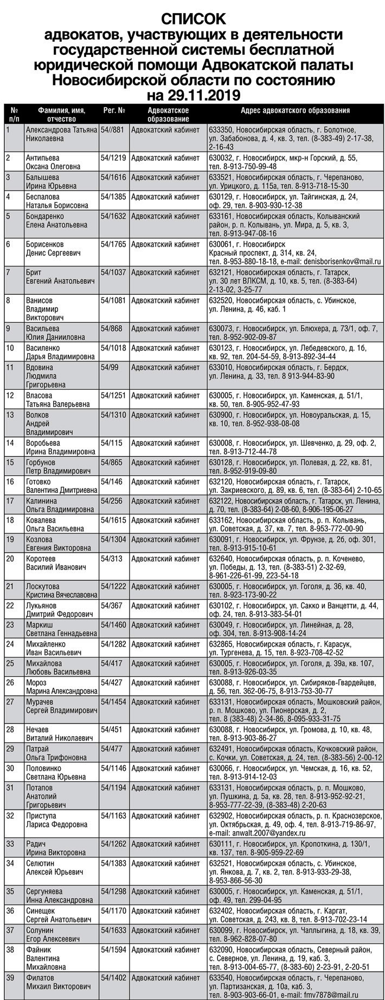 СПИСОК
адвокатов, участвующих в деятельности
государственной системы бесплатной
юридической помощи Адвокатской палаты
Новосибирской области по состоянию
на 29.11.2019
№ п/п Фамилия, имя, отчество Рег. № Адвокатское образование Адрес адвокатского образования
1 Александрова Татьяна Николаевна 54//881 Адвокатский кабинет 633350, Новосибирская область, г. Болотное,
ул. Забабонова, д. 4, кв. 3, тел. (8-383-49) 2-17-38,
2-16-43
2 Антипьева Оксана Олеговна 54/1219 Адвокатский кабинет 630032, г. Новосибирск, мкр-н Горский, д. 55,
тел. 8-913-750-99-48
3 Балышева Ирина Юрьевна 54/1616 Адвокатский кабинет 633521, Новосибирская область, г. Черепаново,
ул. Урицкого, д. 115а, тел. 8-913-718-15-30
4 Беспалова Наталья Борисовна 54/1385 Адвокатский кабинет 630129, г. Новосибирск, ул. Тайгинская, д. 24,
оф. 29, тел. 8-903-930-12-38
5 Бондаренко Елена Анатольевна 54/1632 Адвокатский кабинет 633161, Новосибирская область, Колыванский
район, р. п. Колывань, ул. Мира, д. 5, кв. 3,
тел. 8-913-947-08-16
6 Борисенков Денис Сергеевич 54/1765 Адвокатский кабинет 630061, г. Новосибирск
Красный проспект, д. 314, кв. 24,
тел. 8-953-880-18-18, e-mail: denisborisenkov@mail.ru
7 Брит Евгений Анатольевич 54/1037 Адвокатский кабинет 632121, Новосибирская область, г. Татарск,
ул. 30 лет ВЛКСМ, д. 10, кв. 5, тел. (8-383-64)
2-13-02, 3-25-77
8 Ванисов Владимир Викторович 54/1081 Адвокатский кабинет 632520, Новосибирская область, с. Убинское,
ул. Ленина, д. 46, каб. 1
9 Васильева Юлия Данииловна 54/868 Адвокатский кабинет 630073, г. Новосибирск, ул. Блюхера, д. 73/1, оф. 7,
тел. 8-952-902-09-87
10 Василенко Дарья Владимировна 54/1018 Адвокатский кабинет 630123, г. Новосибирск, ул. Лебедевского, д. 1б,
кв. 92, тел. 204-54-59, 8-913-892-34-44
11 Вдовина Людмила Григорьевна 54/99 Адвокатский кабинет 633010, Новосибирская область, г. Бердск,
ул. Ленина, д. 33, тел. 8 913-944-83-90
12 Власова Татьяна Валерьевна 54/1251 Адвокатский кабинет 630005, г. Новосибирск, ул. Каменская, д. 51/1,
кв. 50, тел. 8-905-952-47-93
13 Волков Андрей Владимирович 54/1310 Адвокатский кабинет 630900, г. Новосибирск, ул. Новоуральская, д. 15,
кв. 10, тел. 8-952-938-08-08
14 Воробьева Ирина Владимировна 54/115 Адвокатский кабинет 630008, г. Новосибирск, ул. Шевченко, д. 29, оф. 2,
тел. 8-913-712-44-78
15 Горбунов Петр Владимирович 54/865 Адвокатский кабинет 630128, г. Новосибирск, ул. Полевая, д. 22, кв. 81,
тел. 8-952-919-09-80
16 Готовко Валентина Дмитриевна 54/146 Адвокатский кабинет 632120, Новосибирская область, г. Татарск,
ул. Закриевского, д. 89, кв. 6, тел. (8-383-64) 2-10-65
17 Калинина Ольга Владимировна 54/256 Адвокатский кабинет 632122, Новосибирская область, г. Татарск, ул. Ленина,
д. 70, тел. (8-383-64) 2-08-60, 8-906-195-06-27
18 Ковалева Ольга Васильевна 54/1615 Адвокатский кабинет 633162, Новосибирская область, р. п. Колывань,
ул. Советская, д. 37, кв. 7, тел. 8-953-772-00-90
19 Козлова Евгения Викторовна 54/1304 Адвокатский кабинет 630091, г. Новосибирск, ул. Фрунзе, д. 2б, оф. 301,
тел. 8-913-915-10-61
20 Коротеев Василий Иванович 54/313 Адвокатский кабинет 632640, Новосибирская область, р. п. Коченево,
ул. Победы, д. 13, тел. (8-383-51) 2-32-69,
8-961-226-61-99, 223-54-18
21 Лоскутова Кристина Вячеславовна 54/1222 Адвокатский кабинет 630005, г. Новосибирск, ул. Гоголя, д. 36, кв. 40,
тел. 8-923-173-90-22
22 Лукьянов Дмитрий Федорович 54/367 Адвокатский кабинет 630102, г. Новосибирск, ул. Сакко и Ванцетти, д. 44,
оф. 24, тел. 8-913-383-54-01
23 Маркиш Светлана Геннадьевна 54/1460 Адвокатский кабинет 630049, г. Новосибирск, ул. Линейная, д. 28,
оф. 304, тел. 8-913-908-14-24
24 Михайленко Иван Васильевич 54/1282 Адвокатский кабинет 632865, Новосибирская область, г. Карасук,
ул. Тургенева, д. 15, тел. 8-923-708-42-52
25 Михайлова Любовь Васильевна 54/417 Адвокатский кабинет 630005, г. Новосибирск, ул. Гоголя, д. 39а, кв. 107,
тел. 8-913-926-03-35
26 Мороз Марина Александровна 54/427 Адвокатский кабинет 630088, г. Новосибирск, ул. Сибиряков-Гвардейцев,
д. 56, тел. 362-06-75, 8-913-753-30-77
27 Мурачев Сергей Владимирович 54/1454 Адвокатский кабинет 633131, Новосибирская область, Мошковский район,
р. п. Мошково, ул. Пионерская, д. 2,
тел. 8 (383-48) 2-34-86, 8-095-933-31-75
28 Нечаев Виталий Николаевич 54/451 Адвокатский кабинет 630088, г. Новосибирск, ул. Громова, д. 10, кв. 48,
тел. 8-913-903-86-27
29 Патрай Ольга Трифоновна 54/477 Адвокатский кабинет 632491, Новосибирская область, Кочковский район,
с. Кочки, ул. Советская, д. 24, тел. (8-383-56) 2-00-12
30 Половинко Светлана Юрьевна 54/1146 Адвокатский кабинет 630066, г. Новосибирск, ул. Чемская, д. 16, кв. 52,
тел. 8-913-914-12-03
31 Потапов Анатолий Григорьевич 54/1194 Адвокатский кабинет 633131, Новосибирская область, р. п. Мошково,
ул. Пушкина, д. 5а, кв. 28, тел. 8-913-952-92-21,
8-953-777-22-39, (8-383-48) 2-20-63
32 Приступа Лариса Федоровна 54/1163 Адвокатский кабинет 632902, Новосибирская область, р. п. Краснозерское,
ул. Октябрьская, д. 49, оф. 4, тел. 8-913-719-86-97,
e-mail: anwalt.2007@yandex.ru
33 Радич Ирина Викторовна 54/1262 Адвокатский кабинет 630111, г. Новосибирск, ул. Кропоткина, д. 130/1,
кв. 137, тел. 8-905-959-22-69
34 Селютин Алексей Юрьевич 54/1383 Адвокатский кабинет 632521, Новосибирская область, с. Убинское,
ул. Янкова, д. 7, кв. 2, тел. 8-913-933-29-38,
8-953-866-56-30
35 Сергуняева Инна Александровна 54/1298 Адвокатский кабинет 630005, г. Новосибирск, ул. Каменская, д. 51/1,
оф. 49, тел. 299-04-95
36 Синещек Сергей Анатольевич 54/1170 Адвокатский кабинет 632402, Новосибирская область, г. Каргат,
ул. Советская, д. 243, кв. 8, тел. 8-913-702-23-14
37 Солунин Егор Алексеевич 54/1633 Адвокатский кабинет 630099, г. Новосибирск, ул. Чаплыгина, д. 18, кв. 39,
тел. 8-962-828-07-80
38 Файник Валентина Михайловна 54/1594 Адвокатский кабинет 632090, Новосибирская область, Северный район,
с. Северное, ул. Ленина, д. 19, каб. 3,
тел. 8-913-004-65-77, (8-383-60) 2-23-91, 2-20-51
39 Филатов Михаил Викторович 54/1402 Адвокатский кабинет 633540, Новосибирская область, г. Черепаново,
ул. Партизанская, д. 10а, каб. 3,
тел. 8-903-903-66-01, e-mail: fmv7878@mail.ru